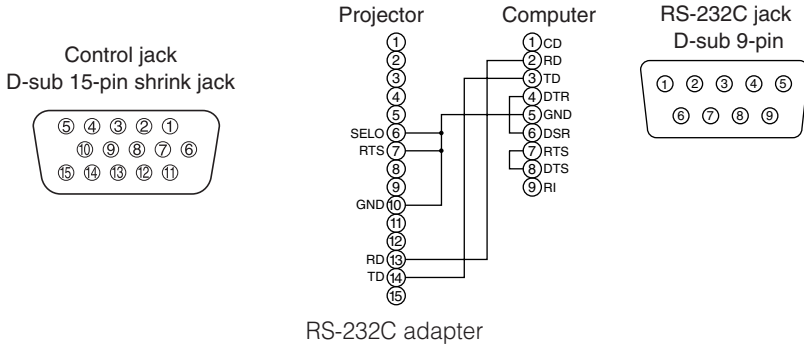 Control jack
D-sub 15-pin shrink jack
⑤ ④ ③ ② ①
⑩ ⑨ ⑧ ⑦ ⑥
⑮ ⑭ ⑬ ⑫ ⑪
Projector
①
②
③
④
⑤
SELO ⑥
RTS ⑦
⑧
⑨
GND ⑩
⑪
⑫
RD ⑬
TD ⑭
⑮
Computer
① CD
② RD
③ TD
④ DTR
⑤ GND
⑥ DSR
⑦ RTS
⑧ DTS
⑨ RI
RS-232C jack
D-sub 9-pin
① ② ③ ④ ⑤
⑥ ⑦ ⑧ ⑨
RS-232C adapter